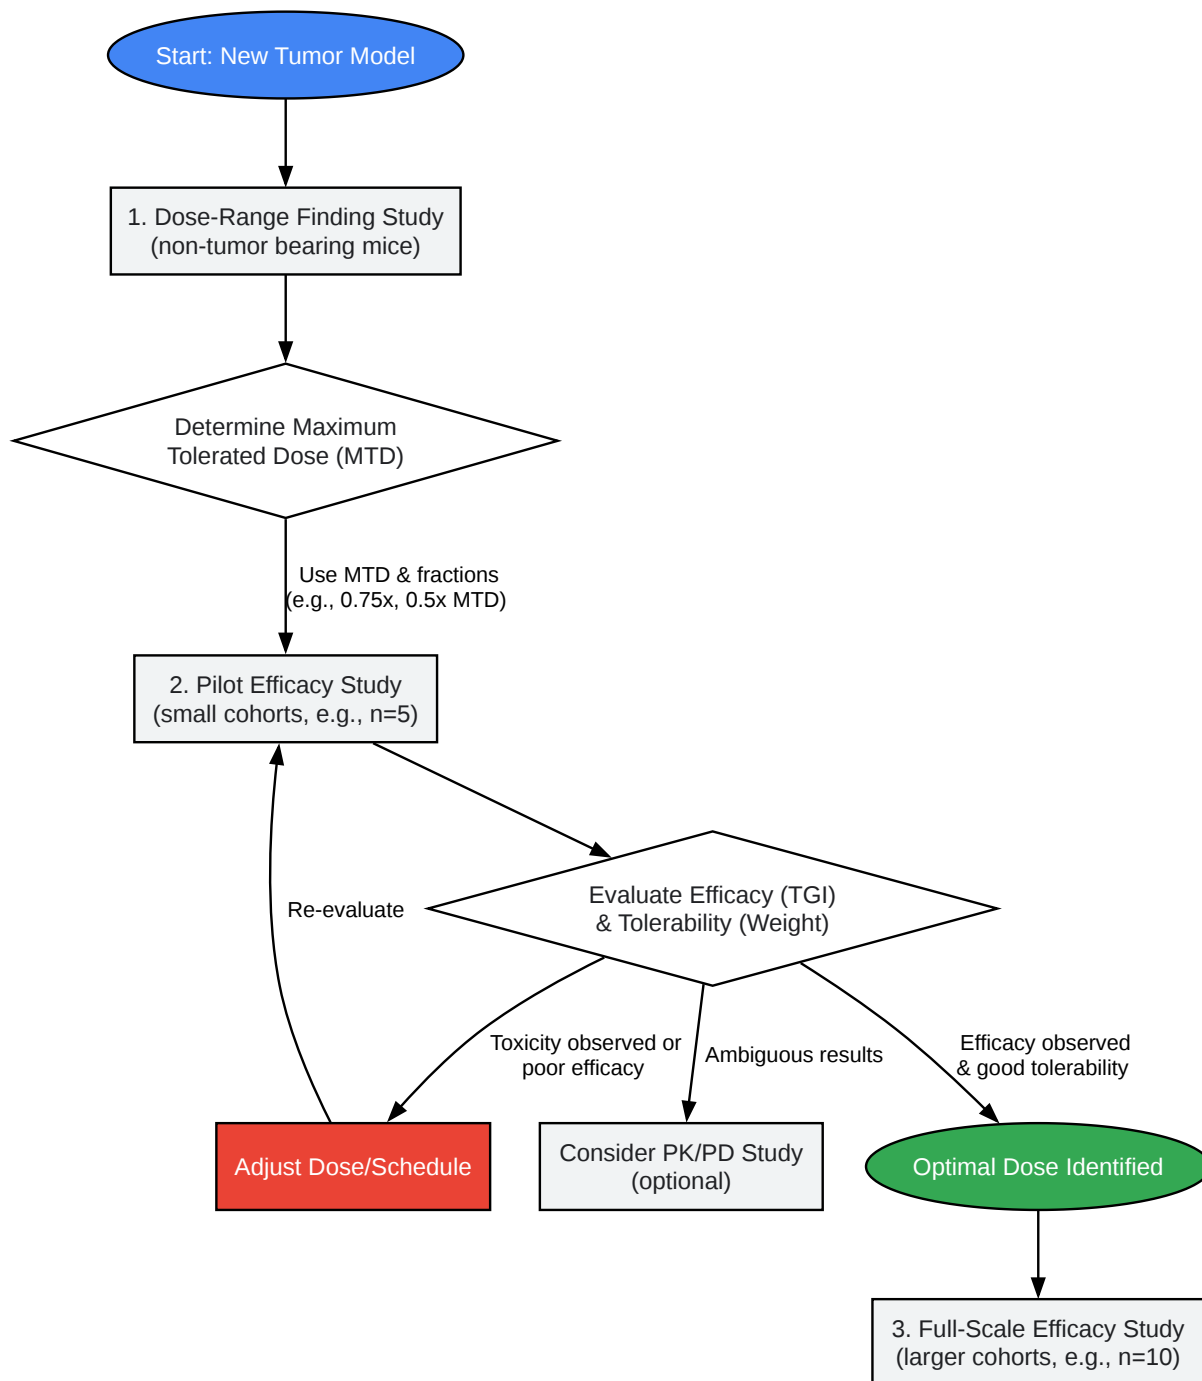 Start: New Tumor Model
1. Dose-Range Finding Study
(non-tumor bearing mice)
Determine Maximum
Tolerated Dose (MTD)
Use MTD & fractions
(e.g., 0.75x, 0.5x MTD)
2. Pilot Efficacy Study
(small cohorts, e.g., n=5)
Evaluate Efficacy (TGI)
& Tolerability (Weight)
Re-evaluate
Toxicity observed or
poor efficacy
Ambiguous results
Efficacy observed
& good tolerability
Adjust Dose/Schedule
Consider PK/PD Study
(optional)
Optimal Dose Identified
3. Full-Scale Efficacy Study
(larger cohorts, e.g., n=10)